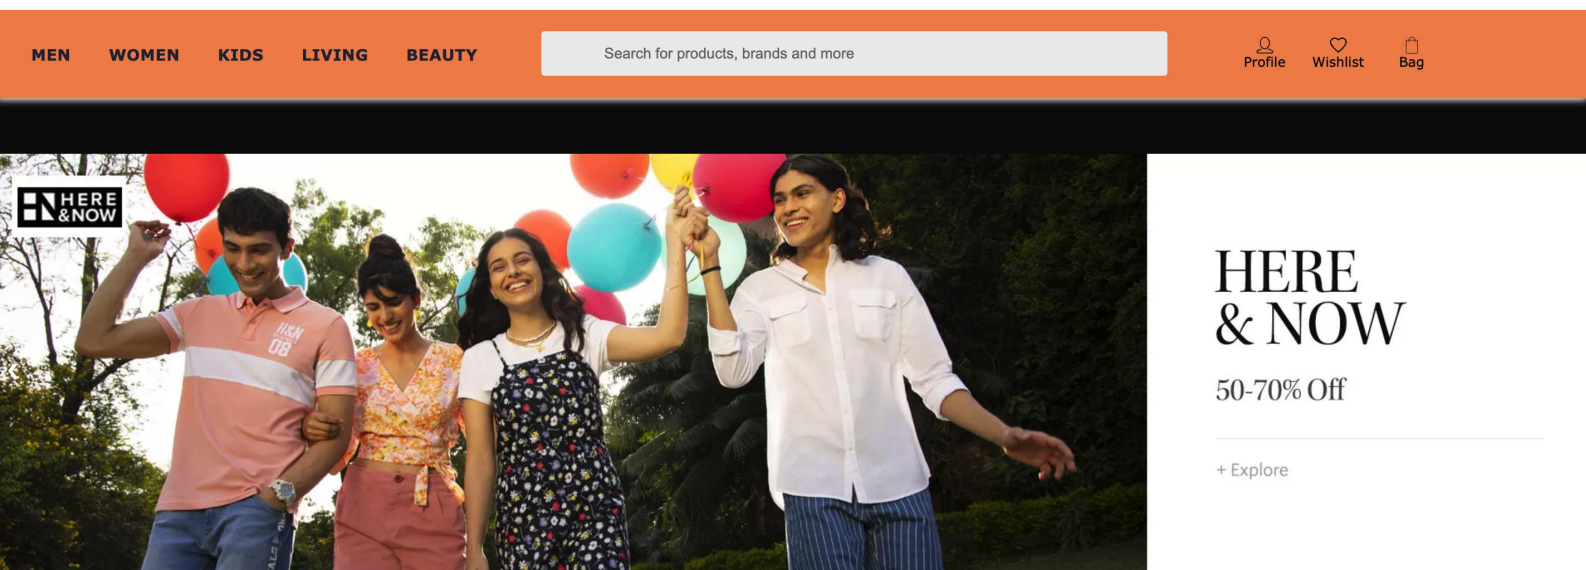 MEN WOMEN KIDS LIVING BEAUTY Search for products, brands and more Profile Wishlist Bag
HERE
&NOW
H&N
08
HERE
& NOW
50-70% Off
+ Explore